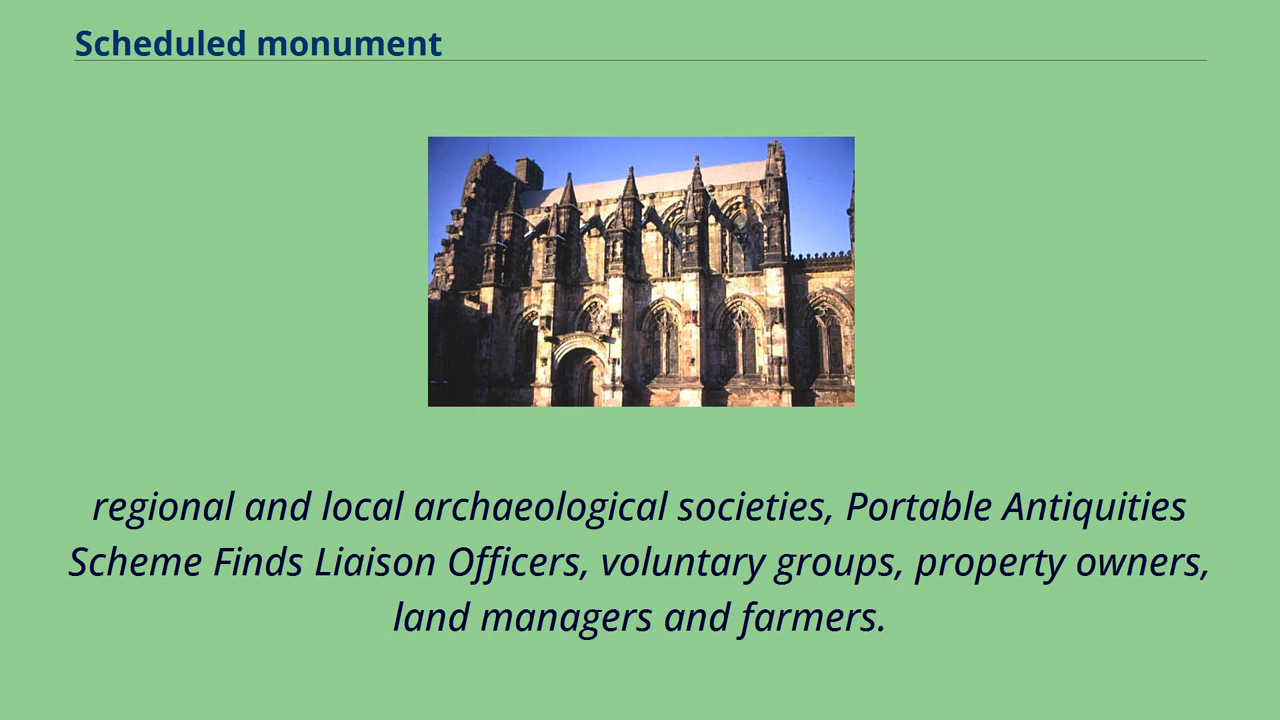 Scheduled monument
regional and local archaeological societies, Portable Antiquities
Scheme Finds Liaison Officers, voluntary groups, property owners,
land managers and farmers.